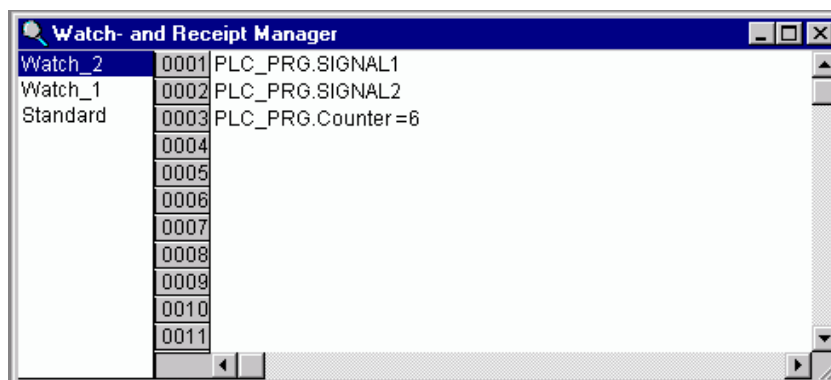 Watch- and Receipt Manager
Watch_2
Watch_1
Standard
0001 PLC_PRG.SIGNAL1
0002 PLC_PRG.SIGNAL2
0003 PLC_PRG.Counter=6
0004
0005
0006
0007
0008
0009
0010
0011